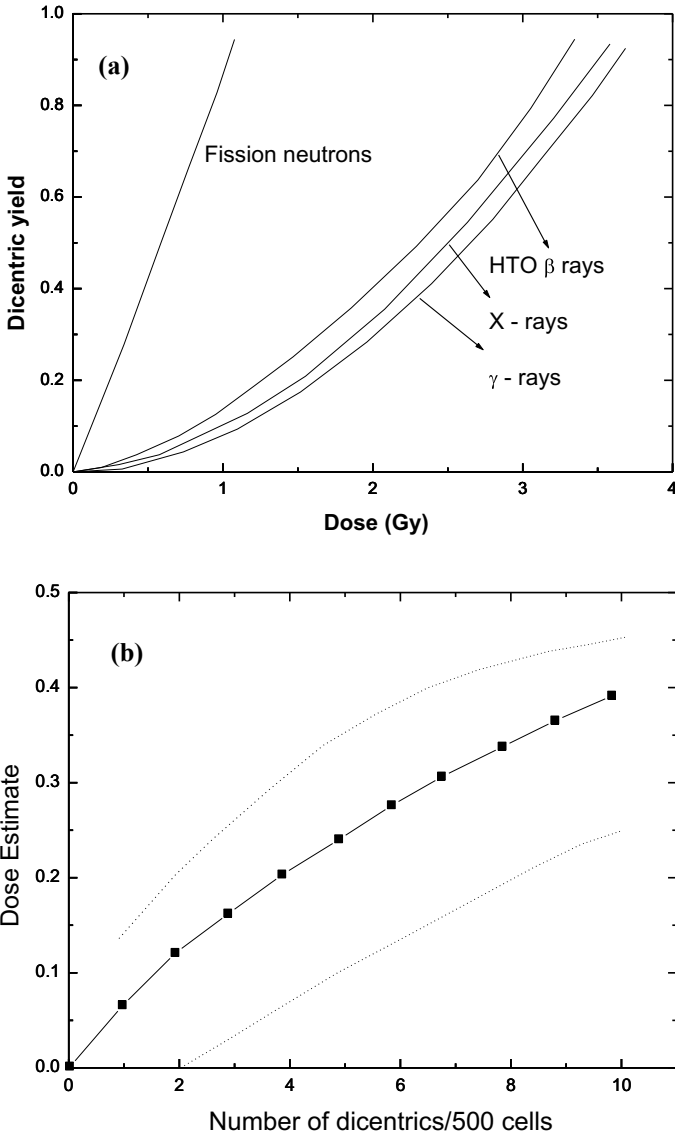 (a)
1.0
0.8
0.6
0.4
0.2
0.0
Dicentric yield
Fission neutrons
HTO β rays
X - rays
γ - rays
0 1 2 3 4
Dose (Gy)
(b)
0.5
0.4
0.3
0.2
0.1
0.0
Dose Estimate
0 2 4 6 8 10
Number of dicentrics/500 cells